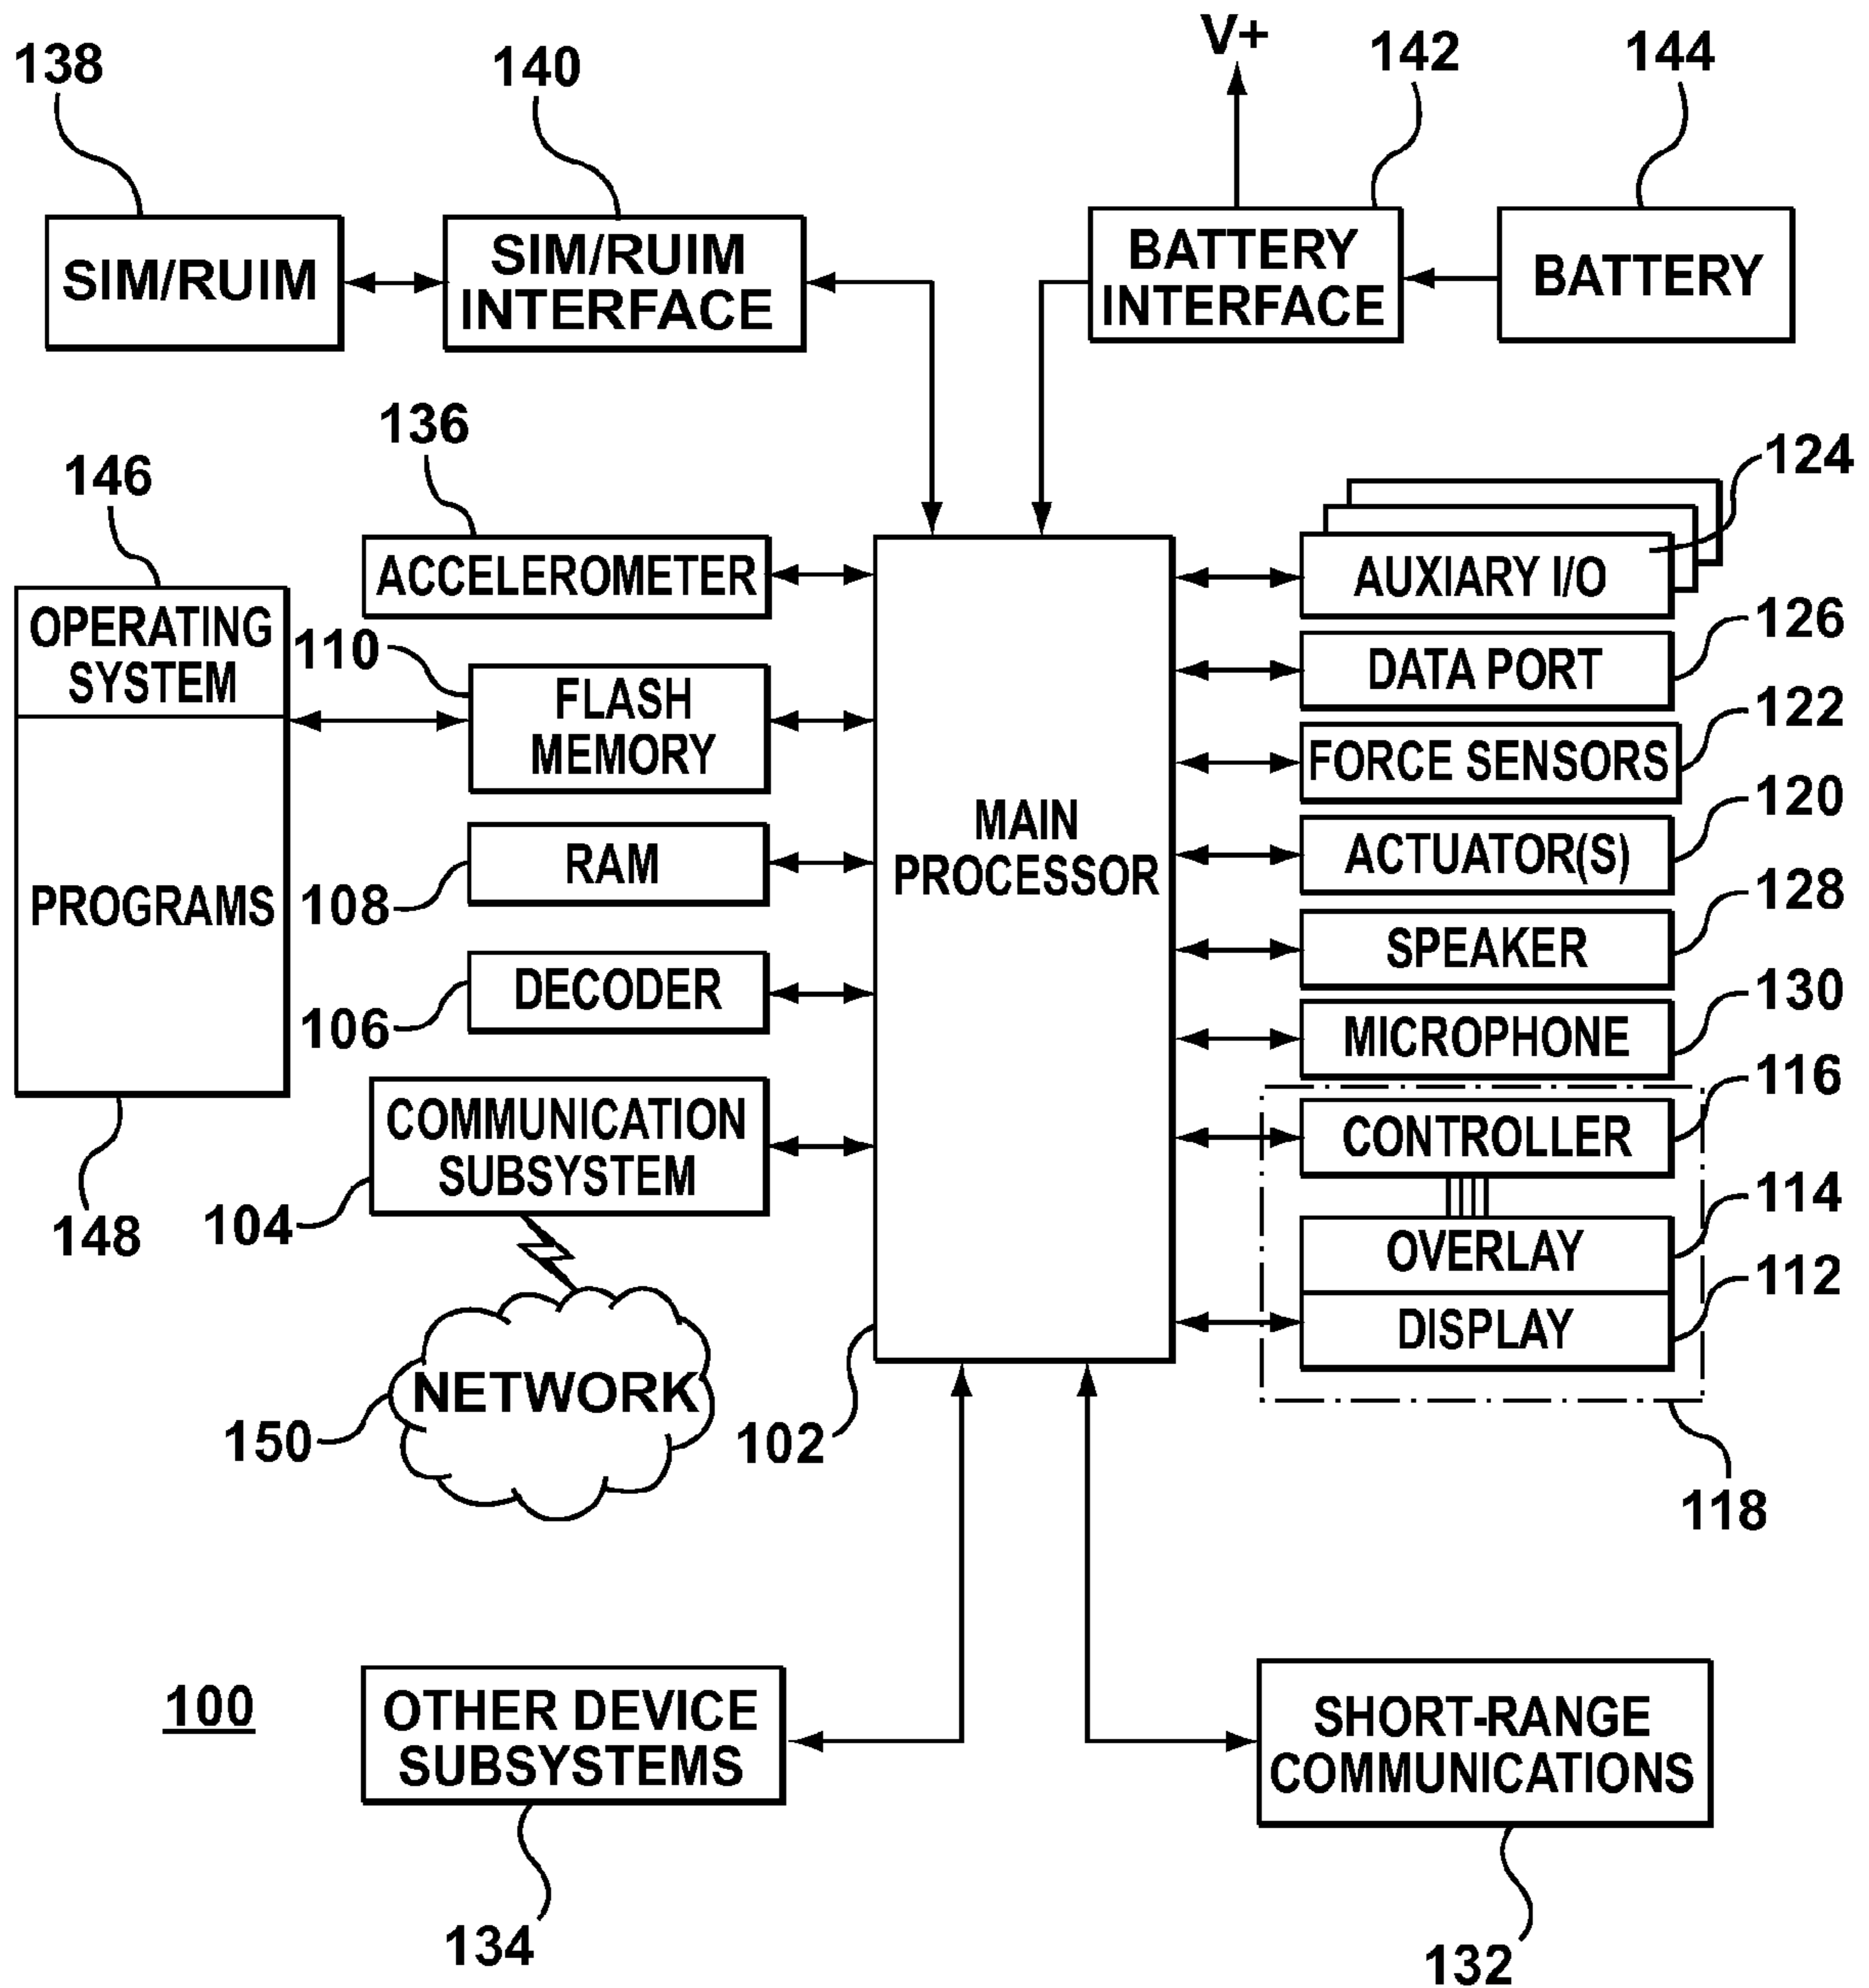 V+
138
140
142
144
SIM/RUIM
SIM/RUIM
INTERFACE
BATTERY
INTERFACE
BATTERY
136
146
124
ACCELEROMETER
AUXIARY I/O
OPERATING
SYSTEM
110
126
FLASH
MEMORY
DATA PORT
122
FORCE SENSORS
MAIN
PROCESSOR
120
PROGRAMS
108
RAM
ACTUATOR(S)
128
SPEAKER
DECODER
106
130
MICROPHONE
116
COMMUNICATION
SUBSYSTEM
CONTROLLER
148
104
114
OVERLAY
112
DISPLAY
NETWORK
150
102
118
100
OTHER DEVICE
SUBSYSTEMS
SHORT-RANGE
COMMUNICATIONS
134
132